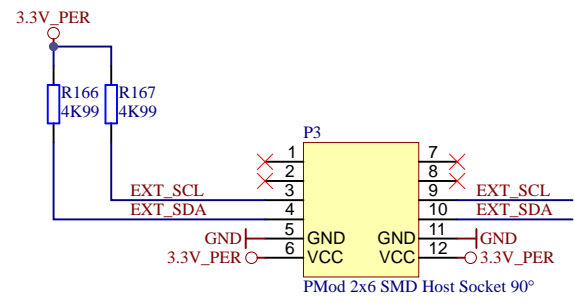 3.3V_PER
R166 R167
4K99 4K99
P3
1 7
2 8
EXT_SCL 3 9 EXT_SCL
EXT_SDA 4 10 EXT_SDA
GND 5 GND GND 11 GND
3.3V_PER 6 VCC VCC 12 3.3V_PER
PMod 2x6 SMD Host Socket 90°